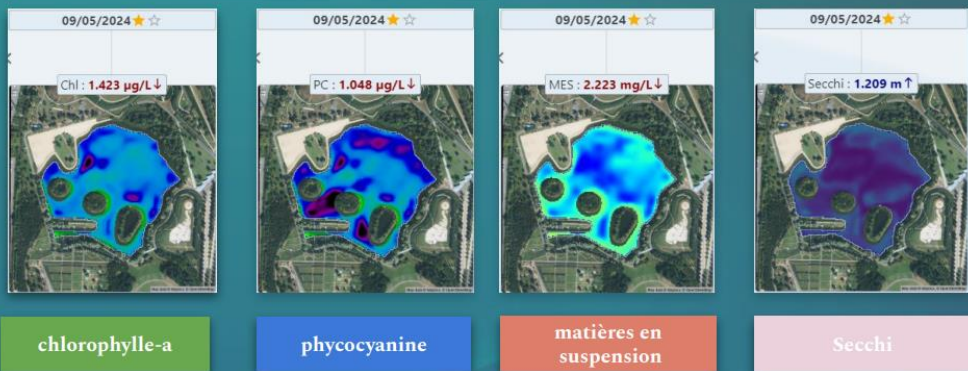 09/05/2024
Chl : 1.423 µg/L↓
chlorophylle-a
09/05/2024
PC : 1.048 µg/L↓
phycocyanine
09/05/2024
MES : 2.223 mg/L↓
matières en
suspension
09/05/2024
Secchi : 1.209 m↑
Secchi